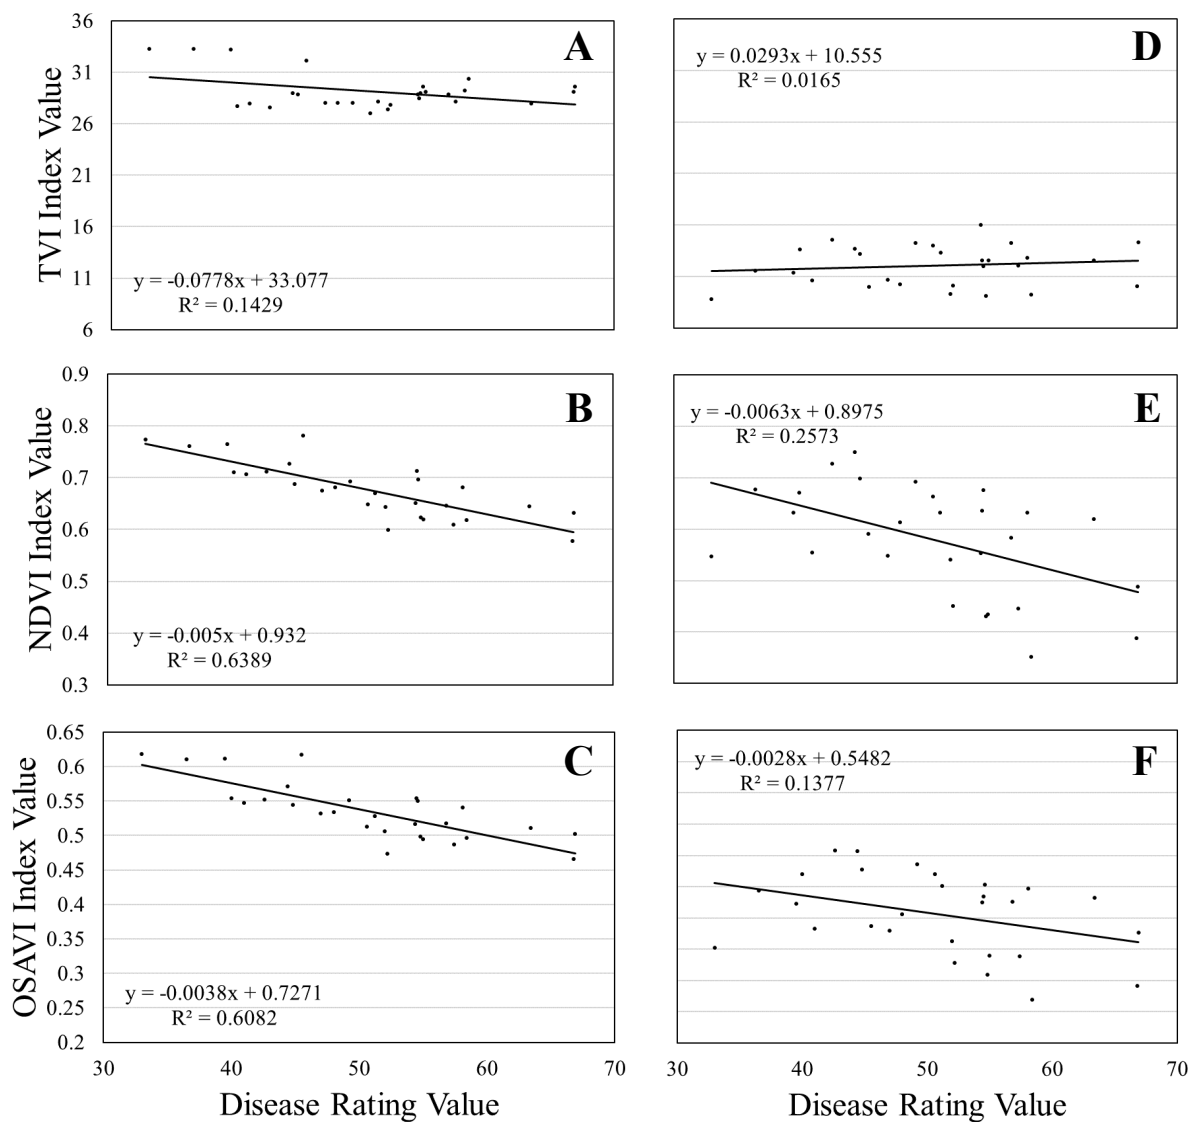 36
31
26
21
16
11
6
TVI Index Value
A
y = -0.0778x + 33.077
R² = 0.1429
D
y = 0.0293x + 10.555
R² = 0.0165
0.9
0.8
0.7
0.6
0.5
0.4
0.3
NDVI Index Value
B
y = -0.005x + 0.932
R² = 0.6389
E
y = -0.0063x + 0.8975
R² = 0.2573
0.65
0.6
0.55
0.5
0.45
0.4
0.35
0.3
0.25
0.2
OSAVI Index Value
C
y = -0.0038x + 0.7271
R² = 0.6082
F
y = -0.0028x + 0.5482
R² = 0.1377
30 40 50 60 70
Disease Rating Value
30 40 50 60 70
Disease Rating Value